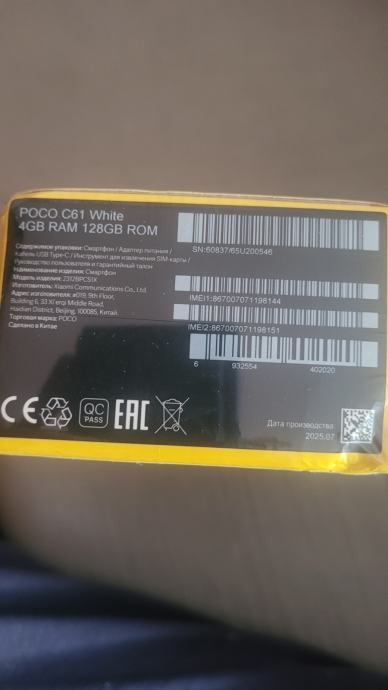 POCO C61 White
4GB RAM 128GB ROM
Содержимое упаковки: Смартфон / Адаптер питания /
Кабель USB Type-C / Инструмент для извлечения SIM-карты /
Руководство пользователя и гарантийный талон
Наименование изделия: Смартфон
Модель изделия: 23128PC51X
Изготовитель: Xiaomi Communications Co., Ltd.
Адрес изготовителя: #019, 9th Floor,
Building 6, 33 Xi'erqi Middle Road,
Haidian District, Beijing, 100085, Китай.
Торговая марка: POCO
Сделано в Китае
SN:60837/65U200546
IMEI1:867007071198144
IMEI2:867007071198151
6 932554 402020
CE
QC
PASS
EAC
Дата производства
2025.07